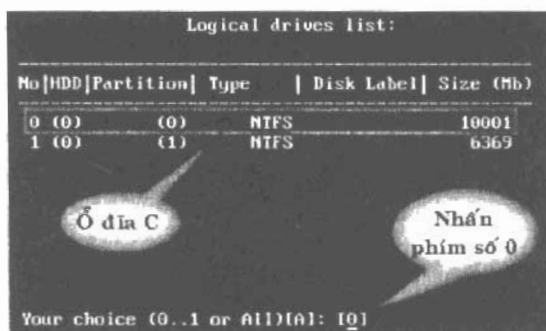 Logical drives list:
No|HDD|Partition| Type | Disk Label| Size (Mb)
0 (0) (0) NTFS 10001
1 (0) (1) NTFS 6369
Ổ đĩa C
Nhấn
phím số 0
Your choice (0..1 or All)[A]: [0]